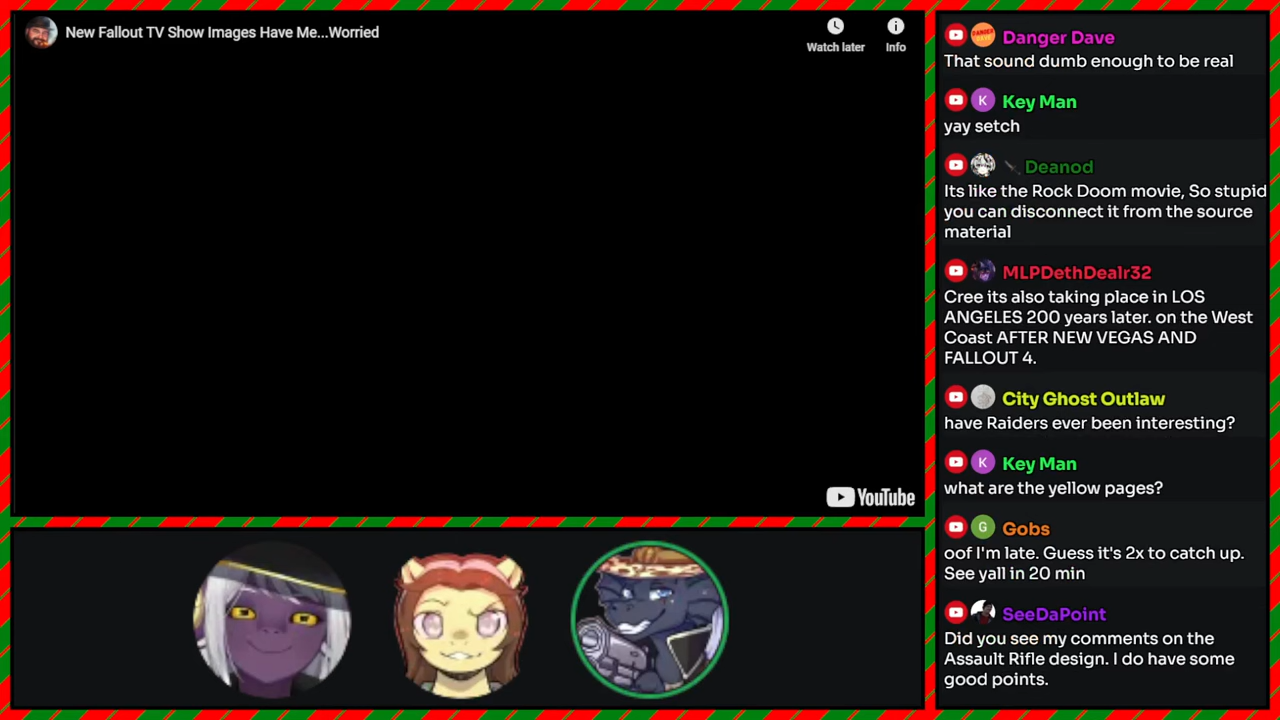 New Fallout TV Show Images Have Me...Worried
Watch later
Info
YouTube
Danger Dave
That sound dumb enough to be real
K Key Man
yay setch
Deanod
Its like the Rock Doom movie, So stupid
you can disconnect it from the source
material
MLPDethDealr32
Cree its also taking place in LOS
ANGELES 200 years later. on the West
Coast AFTER NEW VEGAS AND
FALLOUT 4.
City Ghost Outlaw
have Raiders ever been interesting?
K Key Man
what are the yellow pages?
G Gobs
oof I'm late. Guess it's 2x to catch up.
See yall in 20 min
SeeDaPoint
Did you see my comments on the
Assault Rifle design. I do have some
good points.